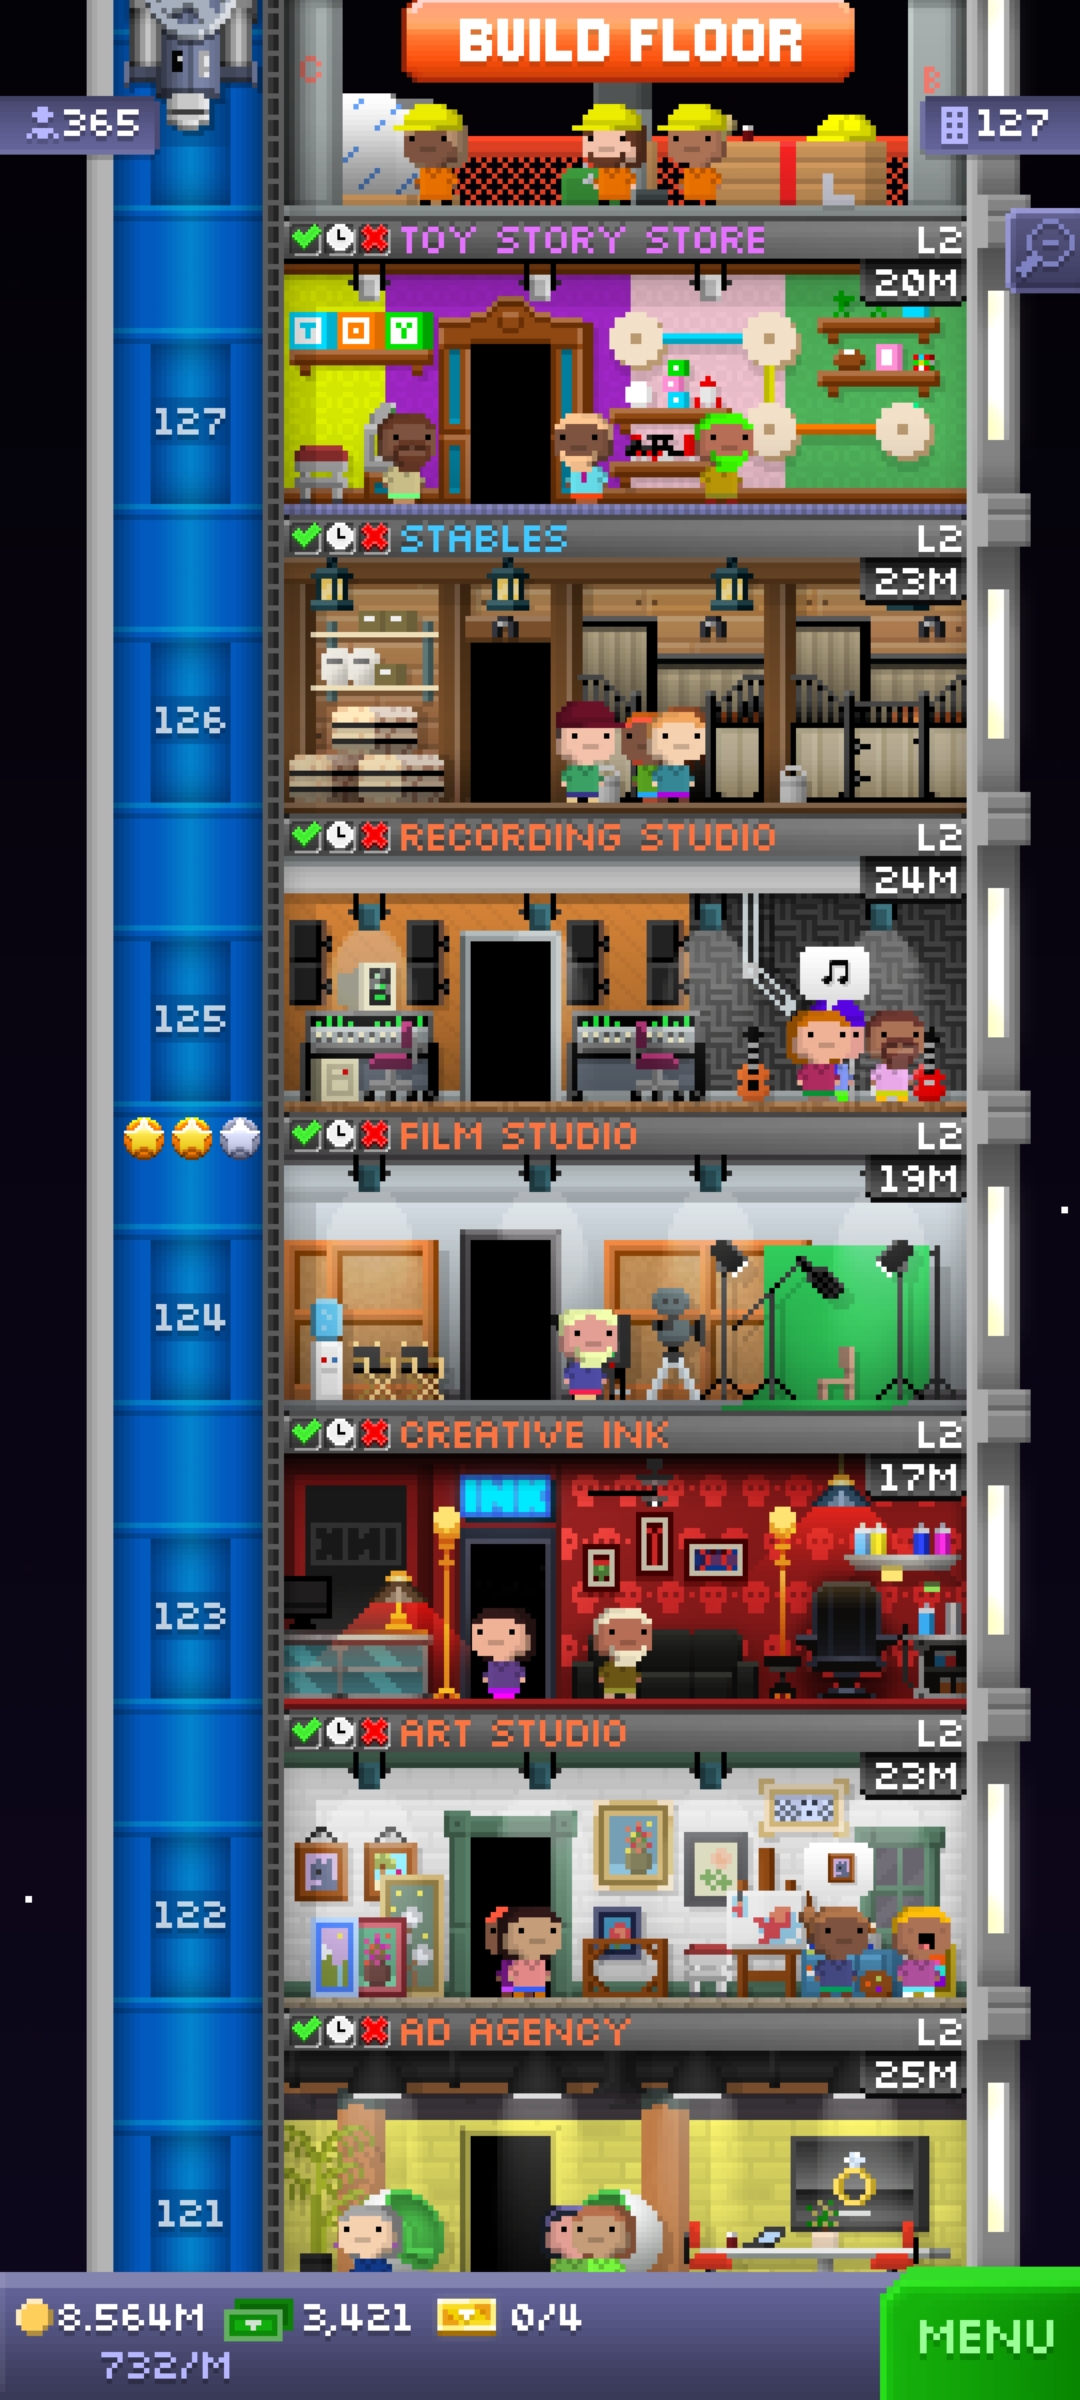 BUILD FLOOR
C
B
365
127
TOY STORY STORE L2
20M
T O Y
127
STABLES L2
23M
126
RECORDING STUDIO L2
24M
125
FILM STUDIO L2
19M
124
CREATIVE INK L2
17M
INK
123
ART STUDIO L2
23M
122
AD AGENCY L2
25M
121
8.564M 3,421 0/4
732/M
MENU